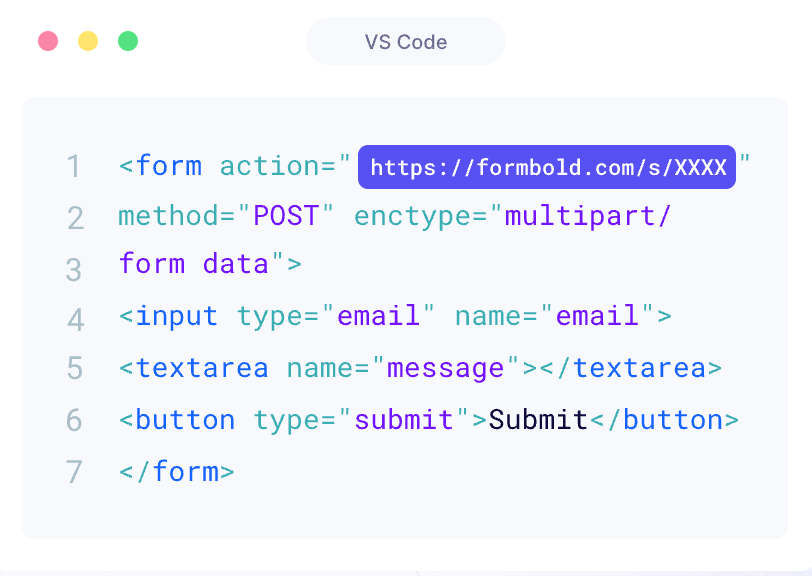 VS Code
1 <form action="https://formbold.com/s/XXXX"
2 method="POST" enctype="multipart/
3 form data">
4 <input type="email" name="email">
5 <textarea name="message"></textarea>
6 <button type="submit">Submit</button>
7 </form>